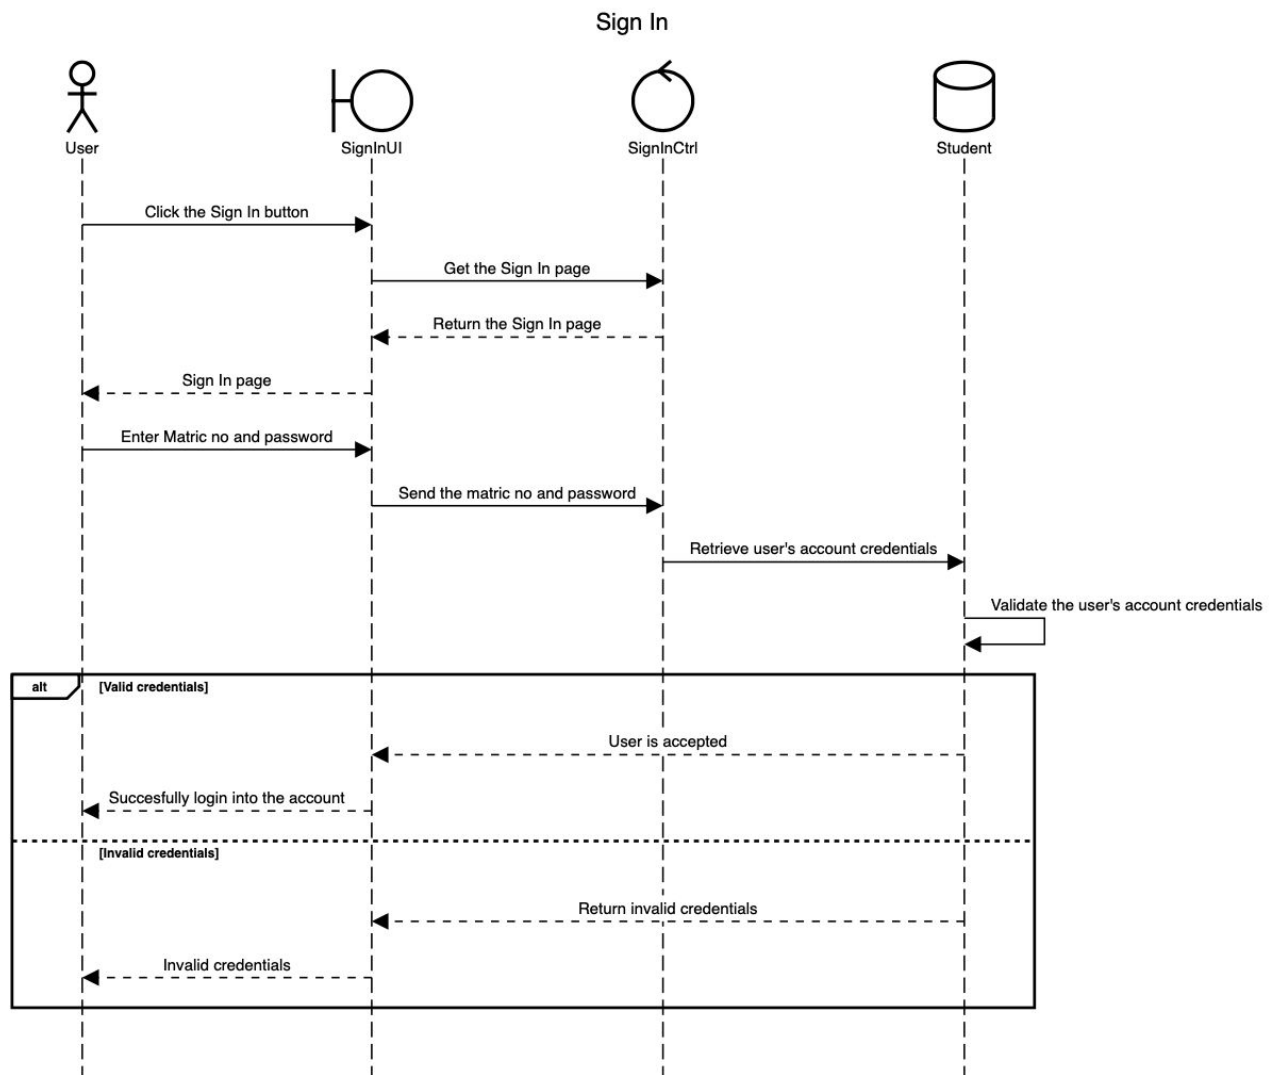 Sign In
User
SignInUI
SignInCtrl
Student
Click the Sign In button
Get the Sign In page
Return the Sign In page
Sign In page
Enter Matric no and password
Send the matric no and password
Retrieve user's account credentials
Validate the user's account credentials
alt
[Valid credentials]
User is accepted
Succesfully login into the account
[Invalid credentials]
Return invalid credentials
Invalid credentials